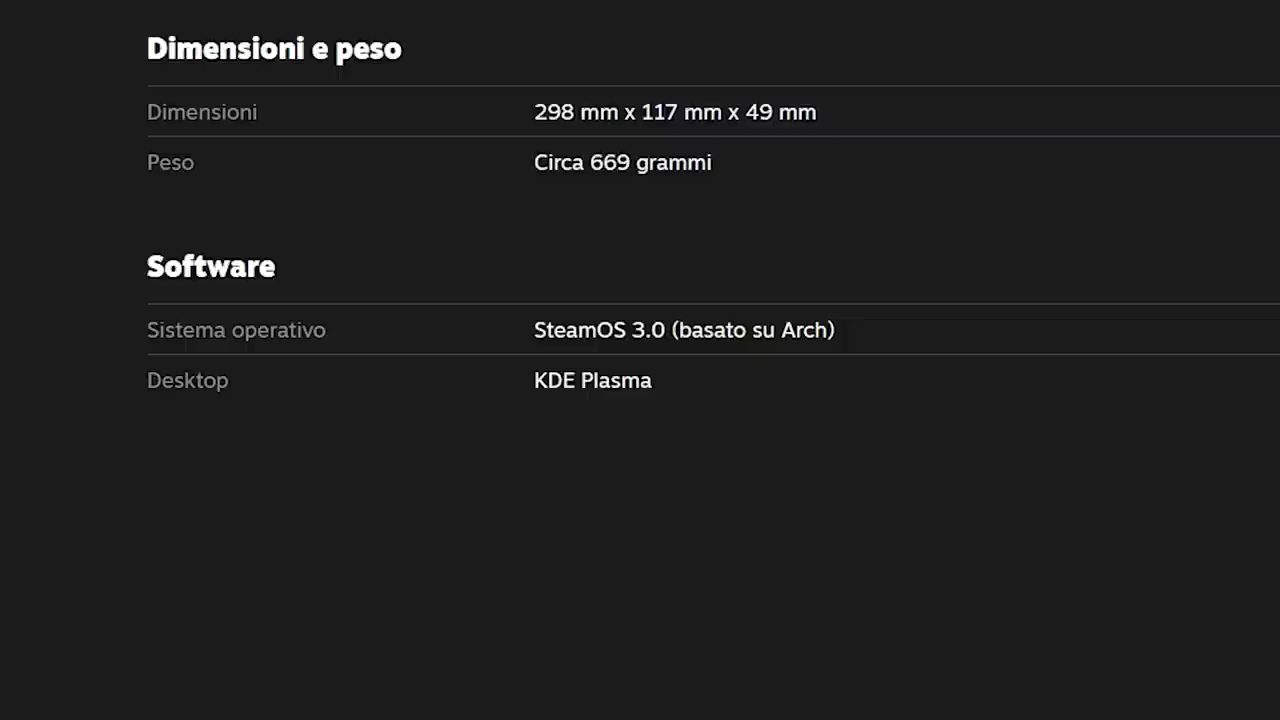 Dimensioni e peso
Dimensioni 298 mm x 117 mm x 49 mm
Peso Circa 669 grammi
Software
Sistema operativo SteamOS 3.0 (basato su Arch)
Desktop KDE Plasma